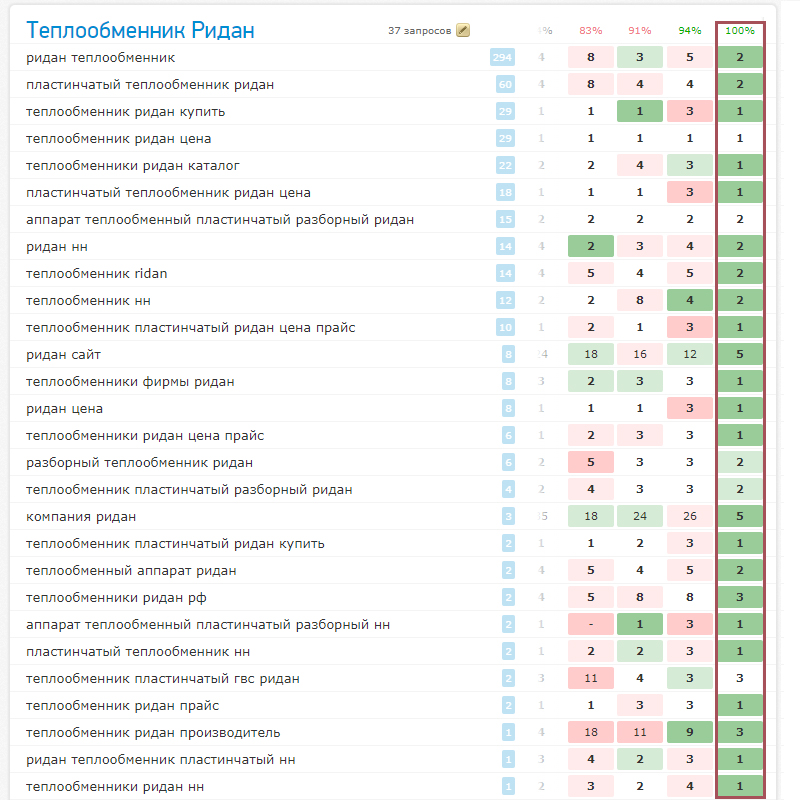 Теплообменник Ридан 37 запросов 83% 91% 94% 100%
ридан теплообменник 294 4 8 3 5 2
пластинчатый теплообменник ридан 60 4 8 4 4 2
теплообменник ридан купить 29 1 1 1 3 1
теплообменник ридан цена 29 1 1 1 1 1
теплообменники ридан каталог 22 2 2 4 3 1
пластинчатый теплообменник ридан цена 18 1 1 1 3 1
аппарат теплообменный пластинчатый разборный ридан 15 2 2 2 2 2
ридан нн 14 4 2 3 4 2
теплообменник ridan 14 4 5 4 5 2
теплообменник нн 12 2 2 8 4 2
теплообменник пластинчатый ридан цена прайс 10 1 2 1 3 1
ридан сайт 8 18 16 12 5
теплообменники фирмы ридан 8 3 2 3 3 1
ридан цена 8 1 1 1 3 1
теплообменники ридан цена прайс 6 1 2 3 3 1
разборный теплообменник ридан 6 2 5 3 3 2
теплообменник пластинчатый разборный ридан 4 2 4 3 3 2
компания ридан 3 18 24 26 5
теплообменник пластинчатый ридан купить 2 1 1 2 3 1
теплообменный аппарат ридан 2 4 5 4 5 2
теплообменники ридан рф 2 4 5 8 8 3
аппарат теплообменный пластинчатый разборный нн 2 1 - 1 3 1
пластинчатый теплообменник нн 2 1 2 2 3 1
теплообменник пластинчатый гвс ридан 2 3 11 4 3 3
теплообменник ридан прайс 2 1 1 3 3 1
теплообменник ридан производитель 1 4 18 11 9 3
ридан теплообменник пластинчатый нн 1 3 4 2 3 1
теплообменники ридан нн 1 2 3 2 4 1